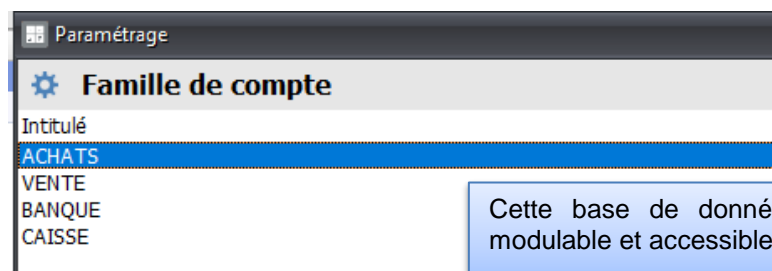 Paramétrage
Famille de compte
Intitulé
ACHATS
VENTE
BANQUE
CAISSE
Cette base de donné
modulable et accessible